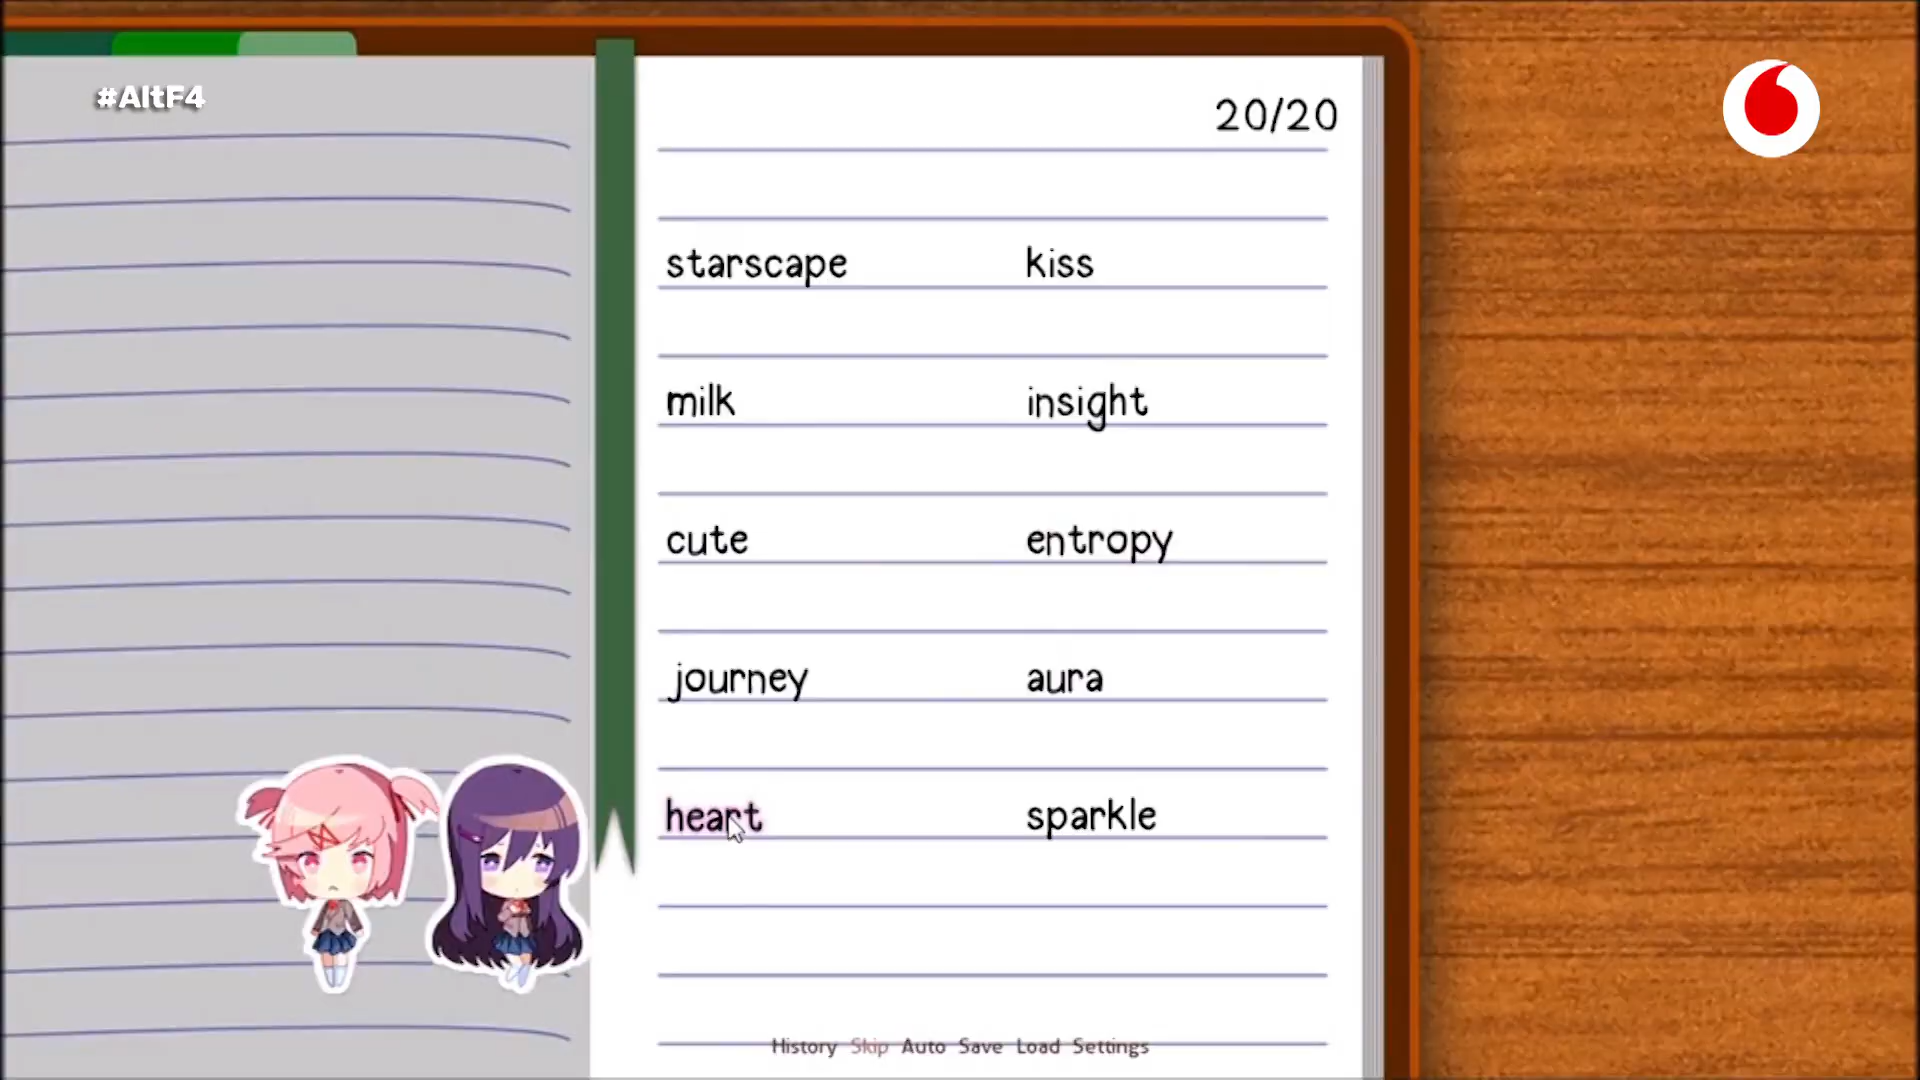 #AltF4
20/20
starscape kiss
milk insight
cute entropy
journey aura
heart sparkle
History Skip Auto Save Load Settings